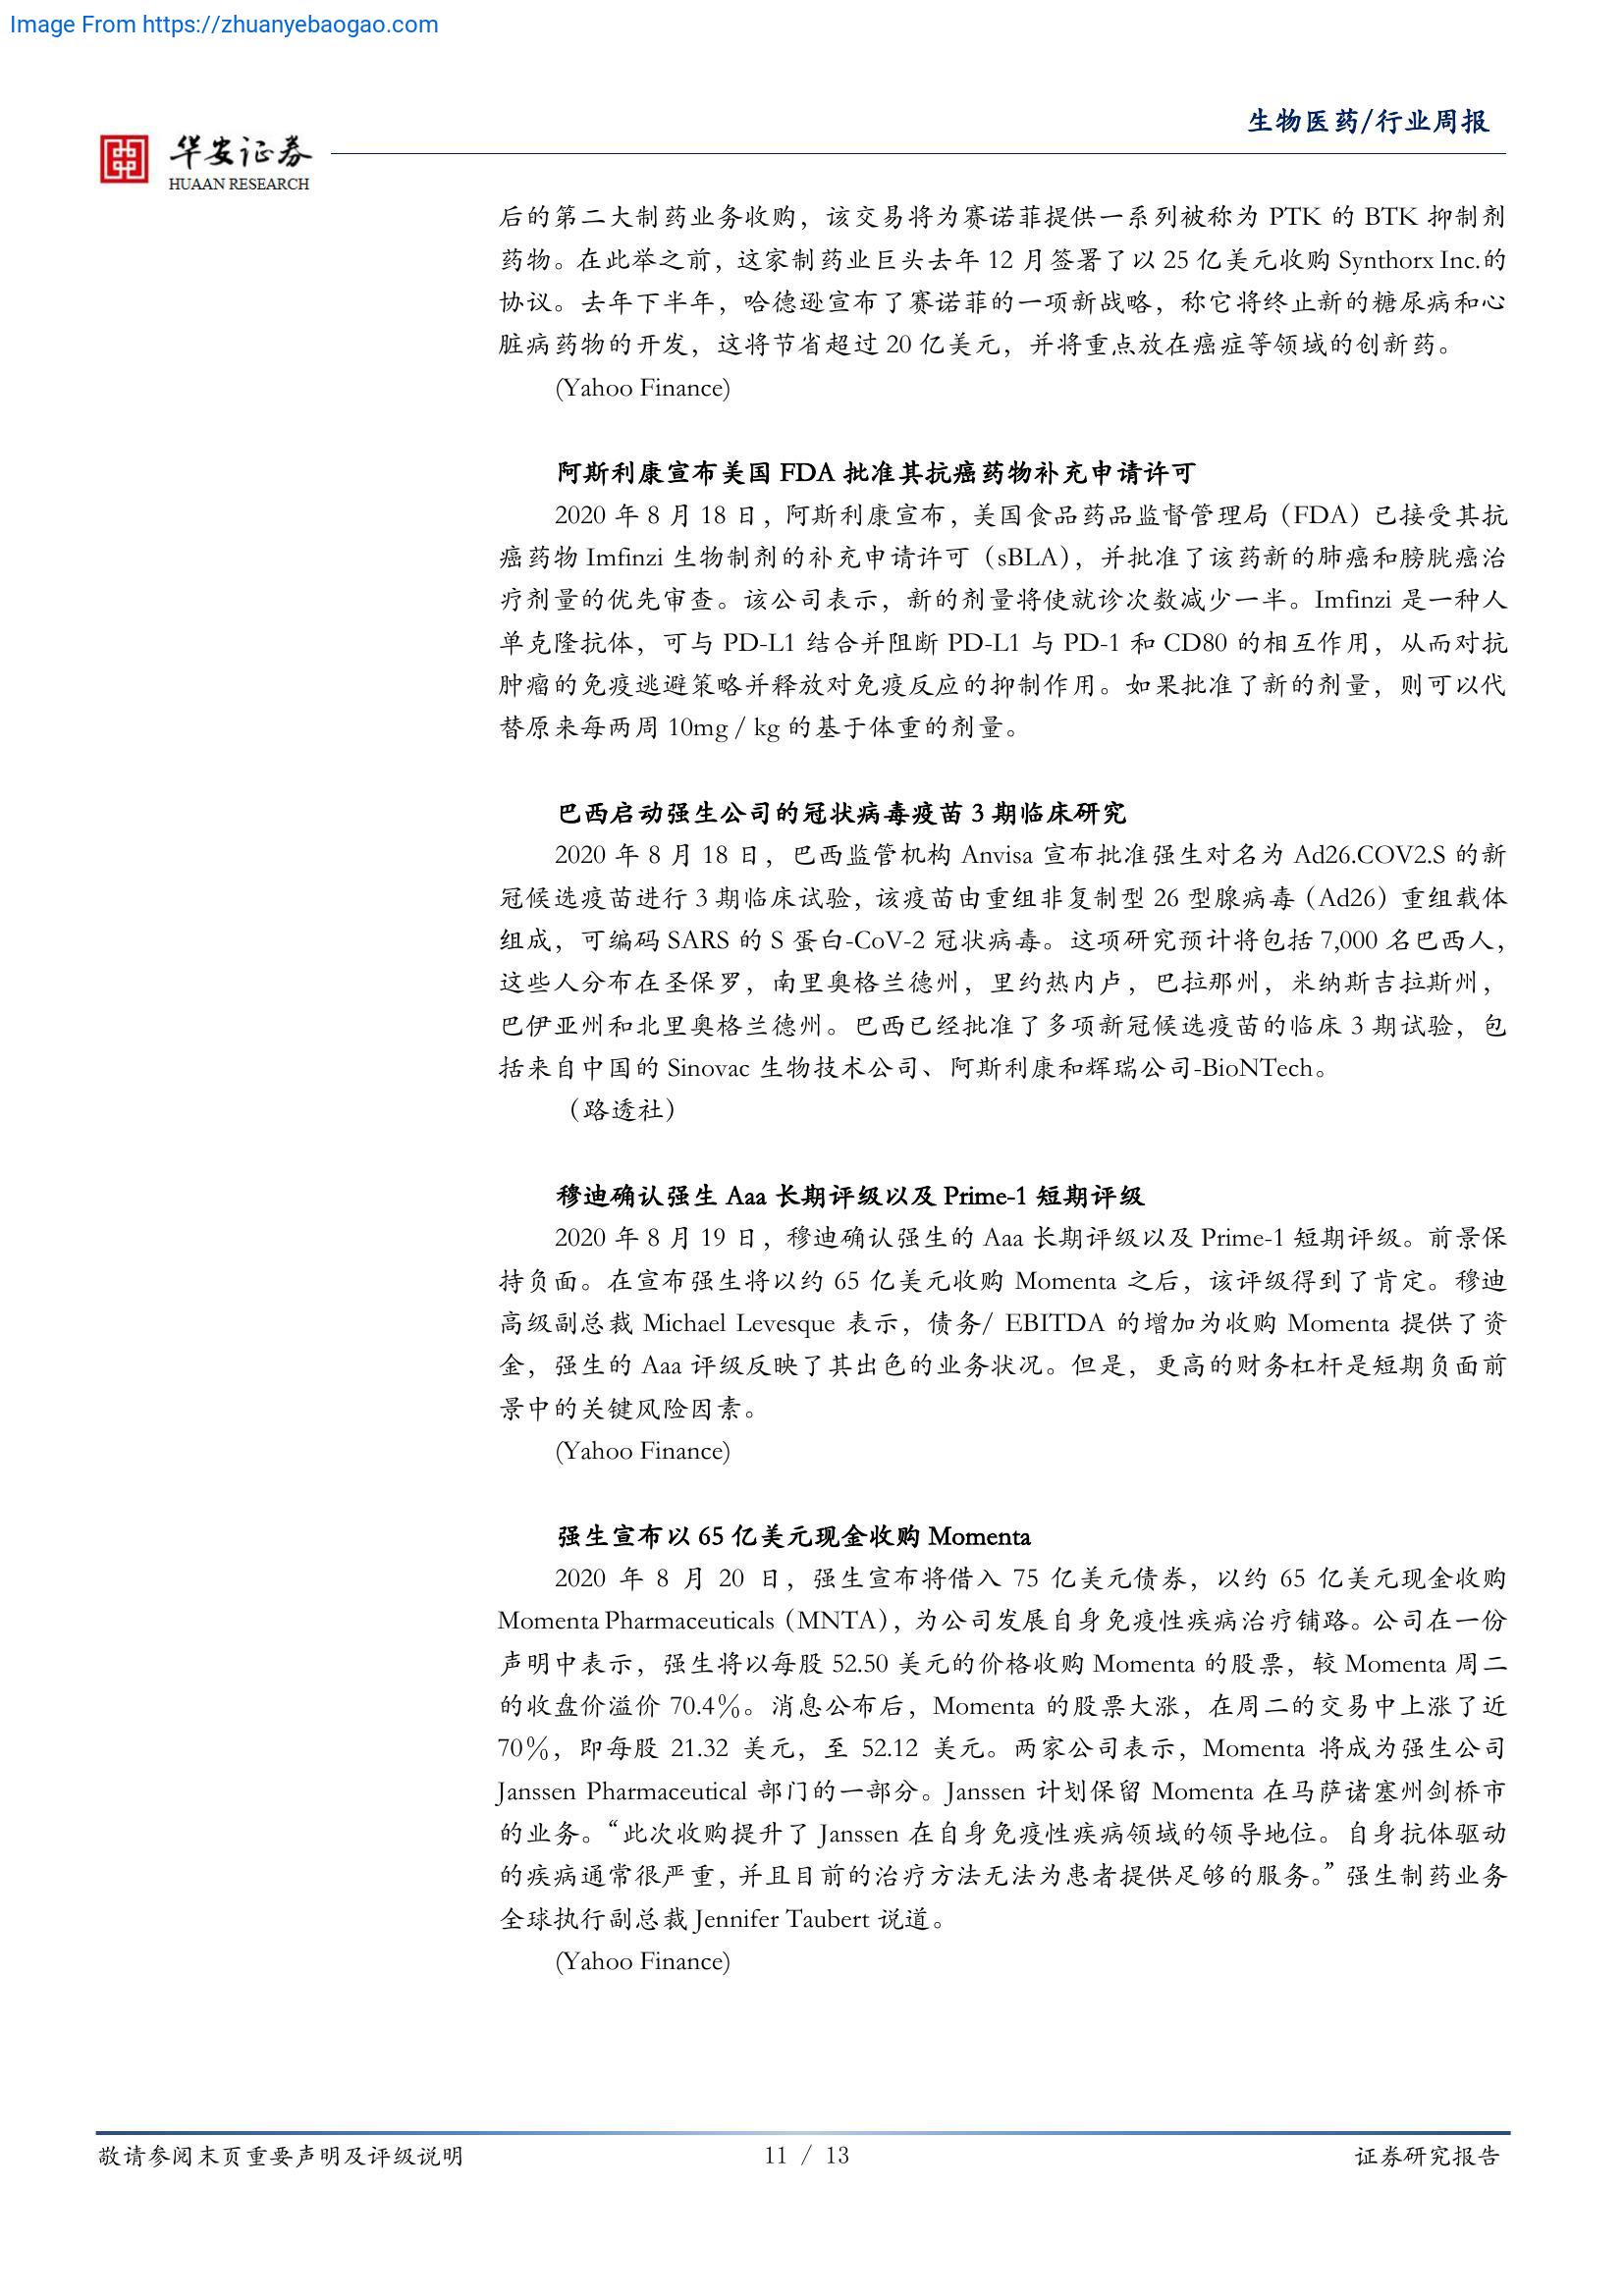 Image From https://zhuanyebaogao.com
生物医药/行业周报
华安证券
HUAAN RESEARCH
后的第二大制药业务收购，该交易将为赛诺菲提供一系列被称为 PTK 的 BTK 抑制剂
药物。在此举之前，这家制药业巨头去年 12 月签署了以 25 亿美元收购 Synthorx Inc.的
协议。去年下半年，哈德逊宣布了赛诺菲的一项新战略，称它将终止新的糖尿病和心
脏病药物的开发，这将节省超过 20 亿美元，并将重点放在癌症等领域的创新药。
(Yahoo Finance)
阿斯利康宣布美国 FDA 批准其抗癌药物补充申请许可
2020 年 8 月 18 日，阿斯利康宣布，美国食品药品监督管理局（FDA）已接受其抗
癌药物 Imfinzi 生物制剂的补充申请许可（sBLA），并批准了该药新的肺癌和膀胱癌治
疗剂量的优先审查。该公司表示，新的剂量将使就诊次数减少一半。Imfinzi 是一种人
单克隆抗体，可与 PD-L1 结合并阻断 PD-L1 与 PD-1 和 CD80 的相互作用，从而对抗
肿瘤的免疫逃避策略并释放对免疫反应的抑制作用。如果批准了新的剂量，则可以代
替原来每两周 10mg / kg 的基于体重的剂量。
巴西启动强生公司的冠状病毒疫苗 3 期临床研究
2020 年 8 月 18 日，巴西监管机构 Anvisa 宣布批准强生对名为 Ad26.COV2.S 的新
冠候选疫苗进行 3 期临床试验，该疫苗由重组非复制型 26 型腺病毒（Ad26）重组载体
组成，可编码 SARS 的 S 蛋白-CoV-2 冠状病毒。这项研究预计将包括 7,000 名巴西人，
这些人分布在圣保罗，南里奥格兰德州，里约热内卢，巴拉那州，米纳斯吉拉斯州，
巴伊亚州和北里奥格兰德州。巴西已经批准了多项新冠候选疫苗的临床 3 期试验，包
括来自中国的 Sinovac 生物技术公司、阿斯利康和辉瑞公司-BioNTech。
（路透社）
穆迪确认强生 Aaa 长期评级以及 Prime-1 短期评级
2020 年 8 月 19 日，穆迪确认强生的 Aaa 长期评级以及 Prime-1 短期评级。前景保
持负面。在宣布强生将以约 65 亿美元收购 Momenta 之后，该评级得到了肯定。穆迪
高级副总裁 Michael Levesque 表示，债务/ EBITDA 的增加为收购 Momenta 提供了资
金，强生的 Aaa 评级反映了其出色的业务状况。但是，更高的财务杠杆是短期负面前
景中的关键风险因素。
(Yahoo Finance)
强生宣布以 65 亿美元现金收购 Momenta
2020 年 8 月 20 日，强生宣布将借入 75 亿美元债券，以约 65 亿美元现金收购
Momenta Pharmaceuticals（MNTA），为公司发展自身免疫性疾病治疗铺路。公司在一份
声明中表示，强生将以每股 52.50 美元的价格收购 Momenta 的股票，较 Momenta 周二
的收盘价溢价 70.4％。消息公布后，Momenta 的股票大涨，在周二的交易中上涨了近
70％，即每股 21.32 美元，至 52.12 美元。两家公司表示，Momenta 将成为强生公司
Janssen Pharmaceutical 部门的一部分。Janssen 计划保留 Momenta 在马萨诸塞州剑桥市
的业务。“此次收购提升了 Janssen 在自身免疫性疾病领域的领导地位。自身抗体驱动
的疾病通常很严重，并且目前的治疗方法无法为患者提供足够的服务。”强生制药业务
全球执行副总裁 Jennifer Taubert 说道。
(Yahoo Finance)
敬请参阅末页重要声明及评级说明
11 / 13
证券研究报告